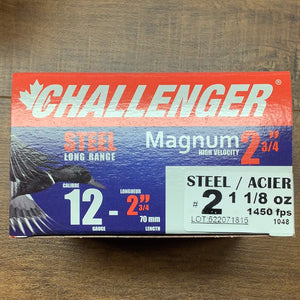 CHALLENGER®
STEEL
LONG RANGE
Magnum 2 3/4"
HIGH VELOCITY
CALIBRE LONGUEUR
12 - 2" 3/4
GAUGE 70 mm LENGTH
STEEL / ACIER
#2 1 1/8 oz
1450 fps
LOT 622071815 1048